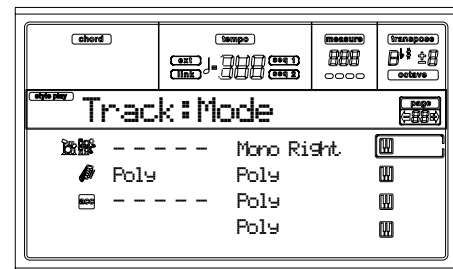 chord tempo measure transpose
ext seq 1
link seq 2
octave
style play Track:Mode page
- - - - - Mono Right
Poly Poly
acc - - - - - Poly
Poly